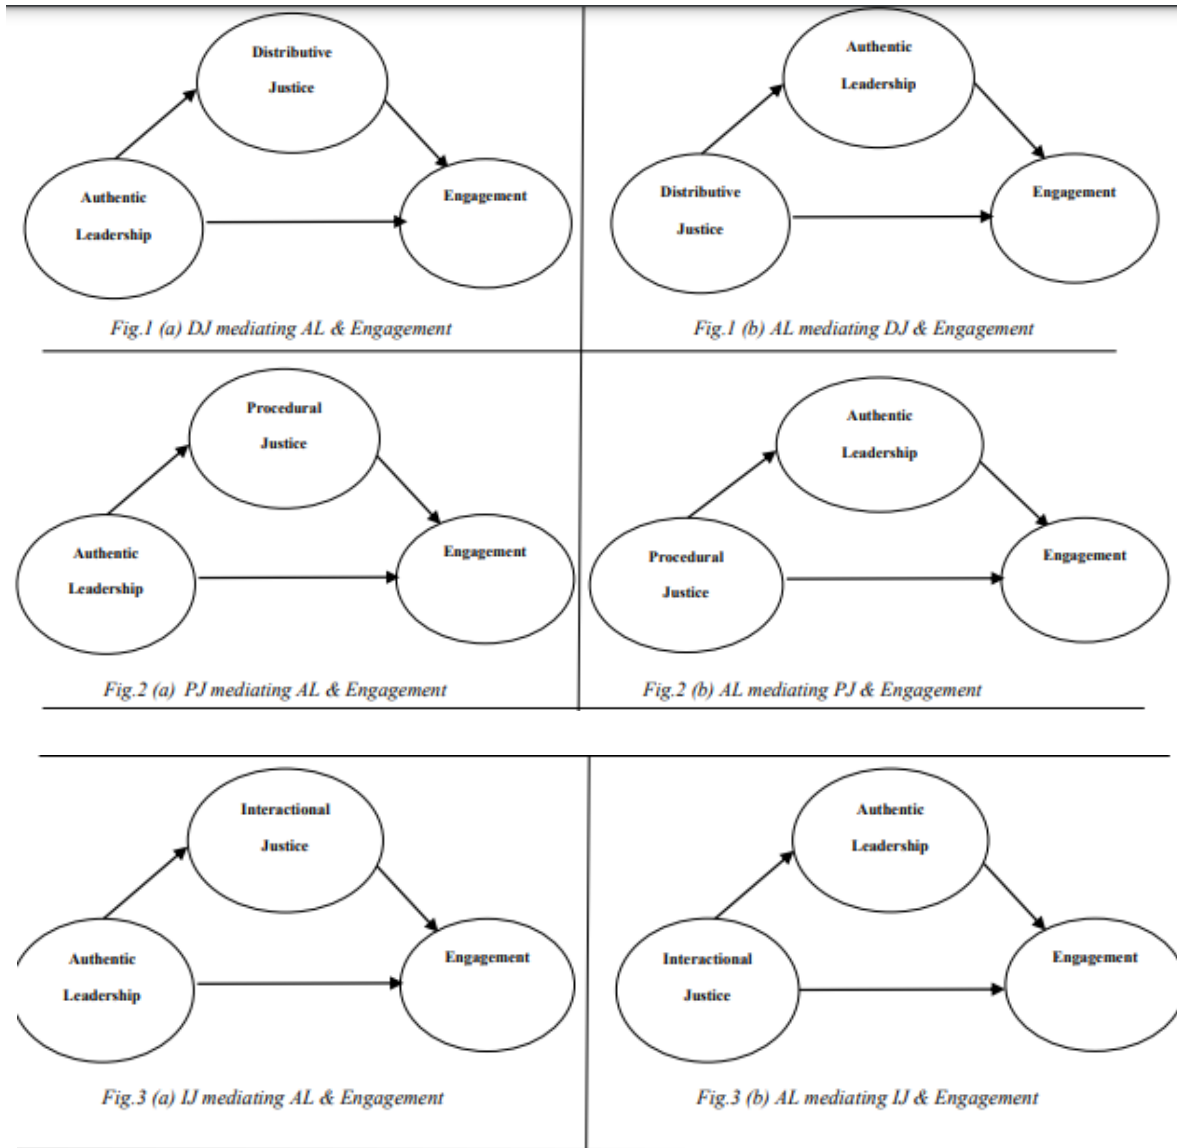 Distributive
Justice
Authentic
Leadership
Engagement
Fig.1 (a) DJ mediating AL & Engagement
Authentic
Leadership
Distributive
Justice
Engagement
Fig.1 (b) AL mediating DJ & Engagement
Procedural
Justice
Authentic
Leadership
Engagement
Fig.2 (a) PJ mediating AL & Engagement
Authentic
Leadership
Procedural
Justice
Engagement
Fig.2 (b) AL mediating PJ & Engagement
Interactional
Justice
Authentic
Leadership
Engagement
Fig.3 (a) IJ mediating AL & Engagement
Authentic
Leadership
Interactional
Justice
Engagement
Fig.3 (b) AL mediating IJ & Engagement